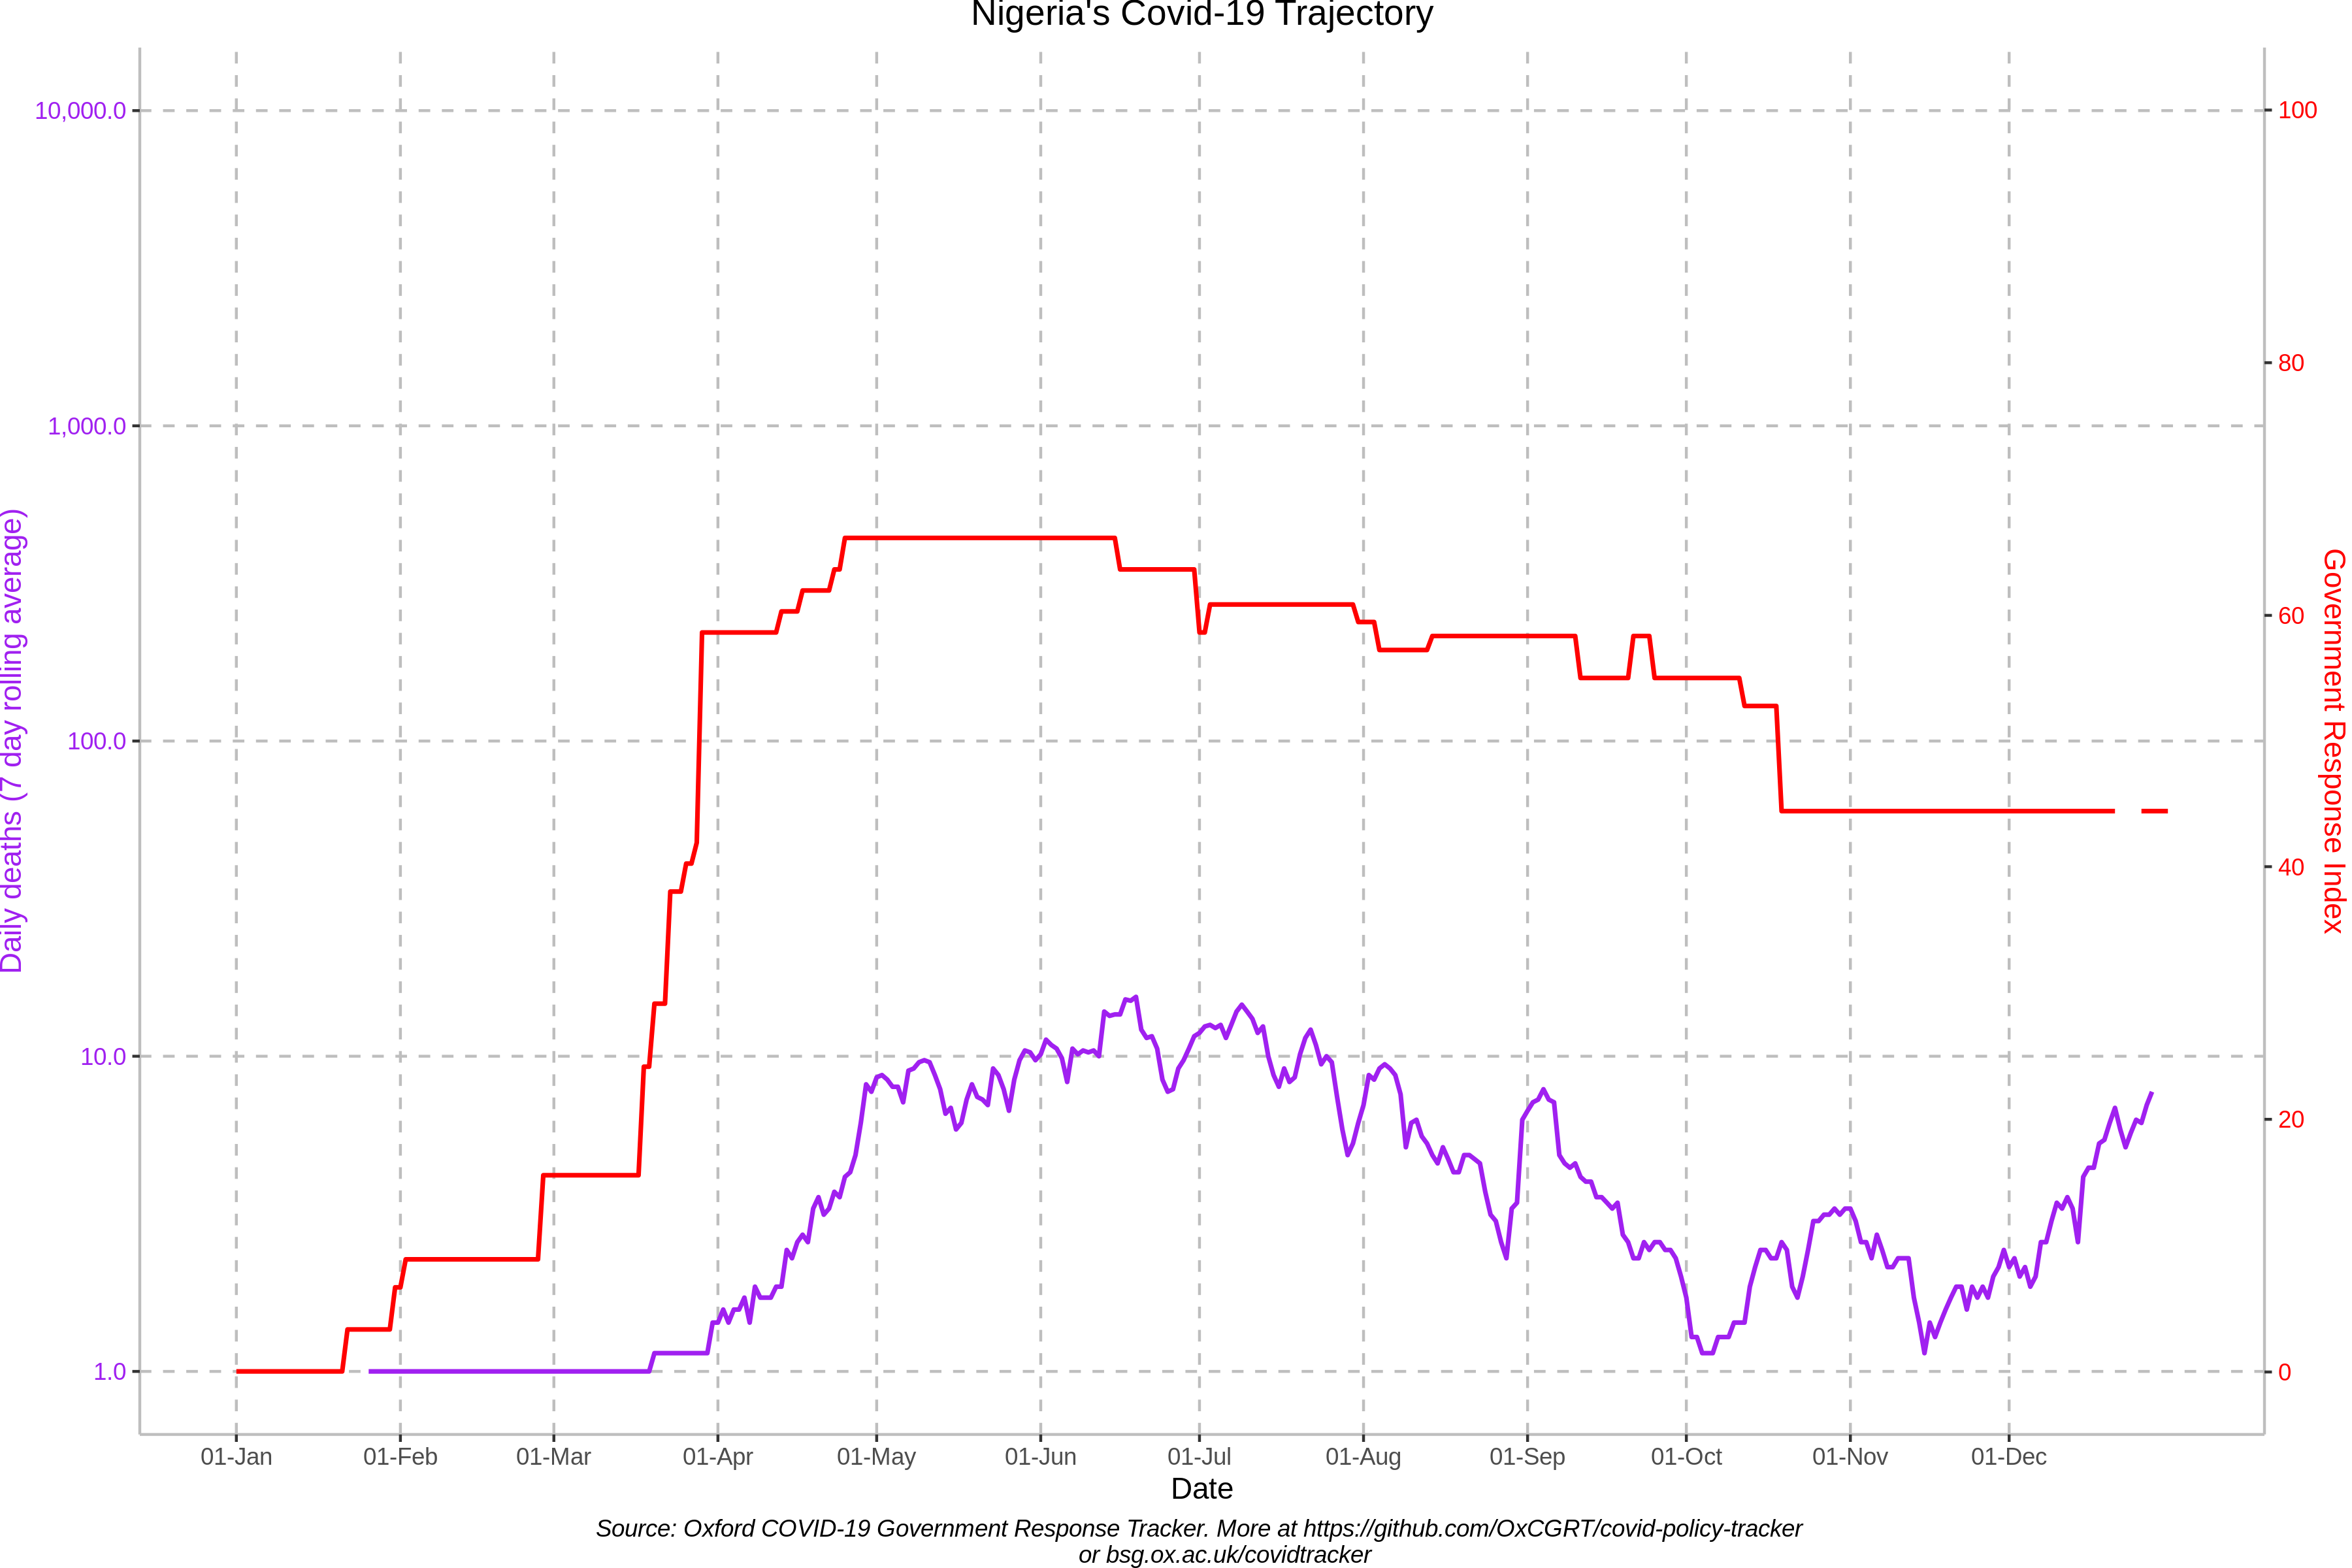 Nigeria's Covid-19 Trajectory
10,000.0
1,000.0
100.0
10.0
1.0
Daily deaths (7 day rolling average)
100
80
60
40
20
0
Government Response Index
01-Jan 01-Feb 01-Mar 01-Apr 01-May 01-Jun 01-Jul 01-Aug 01-Sep 01-Oct 01-Nov 01-Dec
Date
Source: Oxford COVID-19 Government Response Tracker. More at https://github.com/OxCGRT/covid-policy-tracker
or bsg.ox.ac.uk/covidtracker